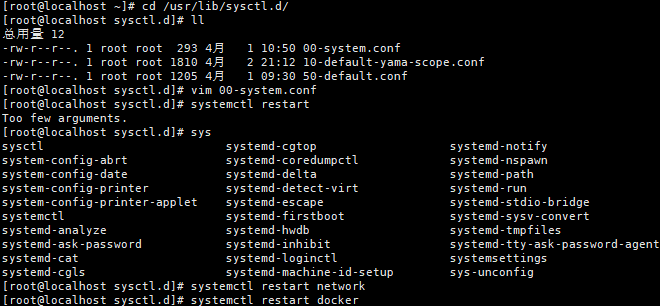 [root@localhost ~]# cd /usr/lib/sysctl.d/
[root@localhost sysctl.d]# ll
总用量 12
-rw-r--r--. 1 root root  293 4月   1 10:50 00-system.conf
-rw-r--r--. 1 root root 1810 4月   2 21:12 10-default-yama-scope.conf
-rw-r--r--. 1 root root 1205 4月   1 09:30 50-default.conf
[root@localhost sysctl.d]# vim 00-system.conf
[root@localhost sysctl.d]# systemctl restart
Too few arguments.
[root@localhost sysctl.d]# sys
sysctl                       systemd-cgtop                systemd-notify
system-config-abrt           systemd-coredumpctl          systemd-nspawn
system-config-date           systemd-delta                systemd-path
system-config-printer        systemd-detect-virt          systemd-run
system-config-printer-applet systemd-escape               systemd-stdio-bridge
systemctl                    systemd-firstboot            systemd-sysv-convert
systemd-analyze              systemd-hwdb                 systemd-tmpfiles
systemd-ask-password         systemd-inhibit              systemd-tty-ask-password-agent
systemd-cat                  systemd-loginctl             systemsettings
systemd-cgls                 systemd-machine-id-setup     sys-unconfig
[root@localhost sysctl.d]# systemctl restart network
[root@localhost sysctl.d]# systemctl restart docker